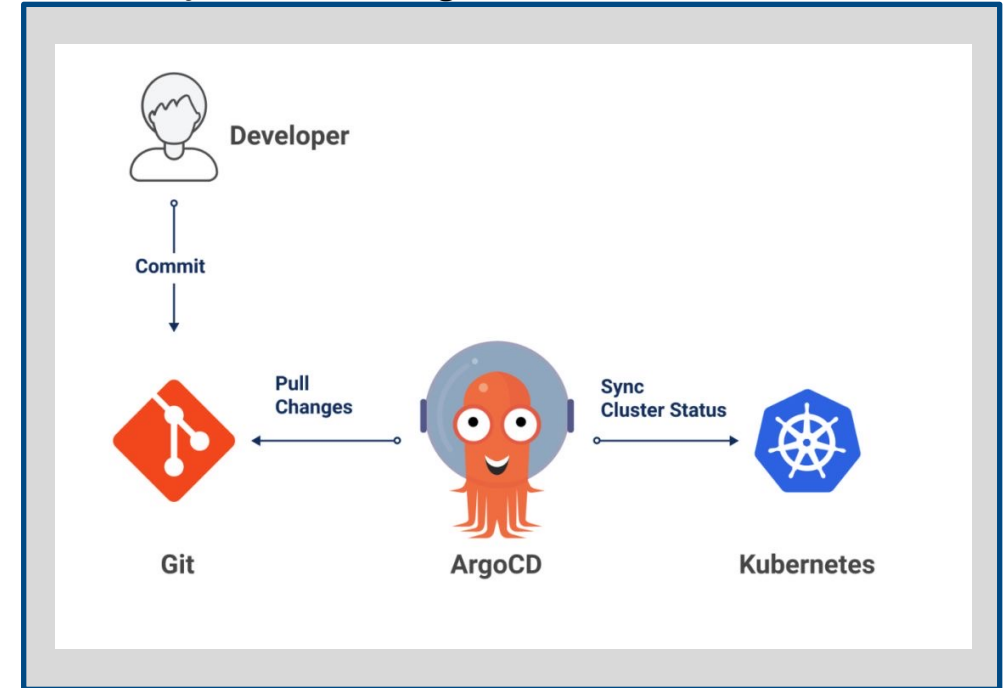 Developer
Commit
Pull
Changes
Sync
Cluster Status
Git
ArgoCD
Kubernetes